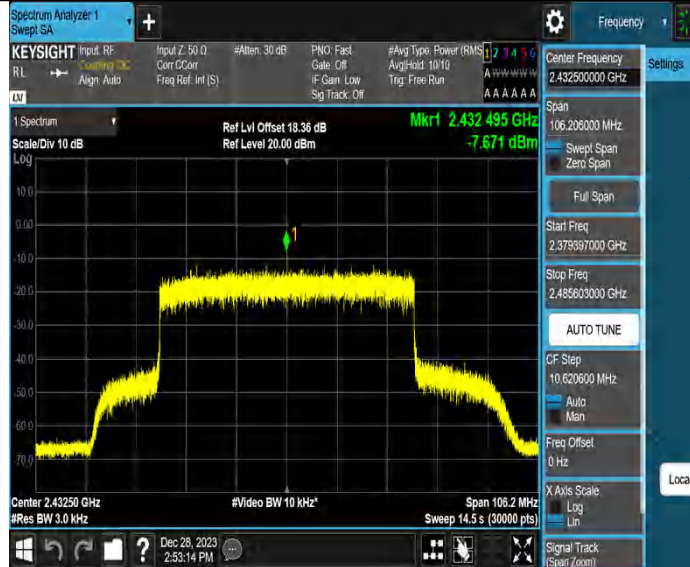 Spectrum Analyzer 1
Swept SA
+
Frequency
KEYSIGHT
Input: RF
Coupling: DC
Align: Auto
Input Z: 50 Ω
Corr CCorr
Freq Ref: Int (S)
#Atten: 30 dB
PNO: Fast
Gate: Off
IF Gain: Low
Sig Track: Off
#Avg Type: Power (RMS
Avg|Hold: 10/10
Trig: Free Run
1 2 3 4 5 6
A W W W W W
A A A A A A
R L
LXI
Center Frequency
2.432500000 GHz
Settings
Span
106.206000 MHz
Swept Span
Zero Span
Full Span
Start Freq
2.379397000 GHz
Stop Freq
2.485603000 GHz
AUTO TUNE
CF Step
10.620600 MHz
Auto
Man
Freq Offset
0 Hz
X Axis Scale
Log
Lin
Signal Track
(Span Zoom)
Loca
1 Spectrum
Scale/Div 10 dB
Ref Lvl Offset 18.36 dB
Ref Level 20.00 dBm
Mkr1 2.432 495 GHz
-7.671 dBm
Log
10.0
0.00
-10.0
-20.0
-30.0
-40.0
-50.0
-60.0
-70.0
1
Center 2.43250 GHz
#Res BW 3.0 kHz
#Video BW 10 kHz*
Span 106.2 MHz
Sweep 14.5 s (30000 pts)
?
Dec 28, 2023
2:53:14 PM